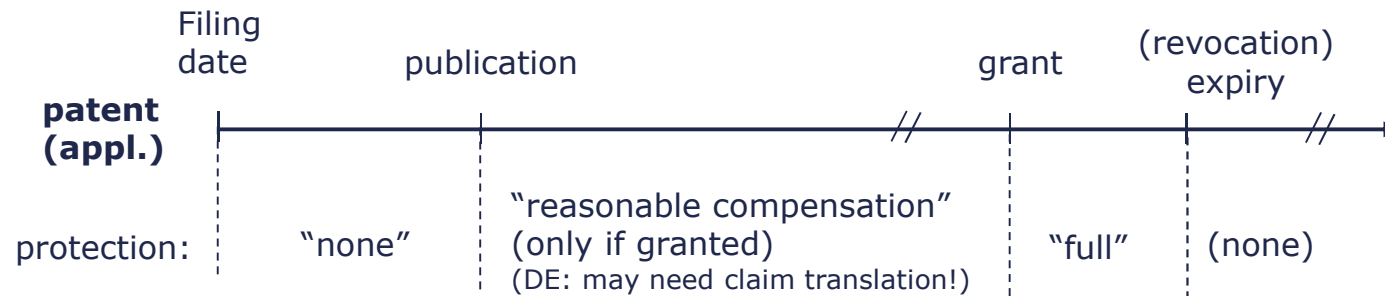 Filing
date
publication
grant
(revocation)
expiry
patent
(appl.)
protection:
“none”
“reasonable compensation”
(only if granted)
(DE: may need claim translation!)
“full”
(none)